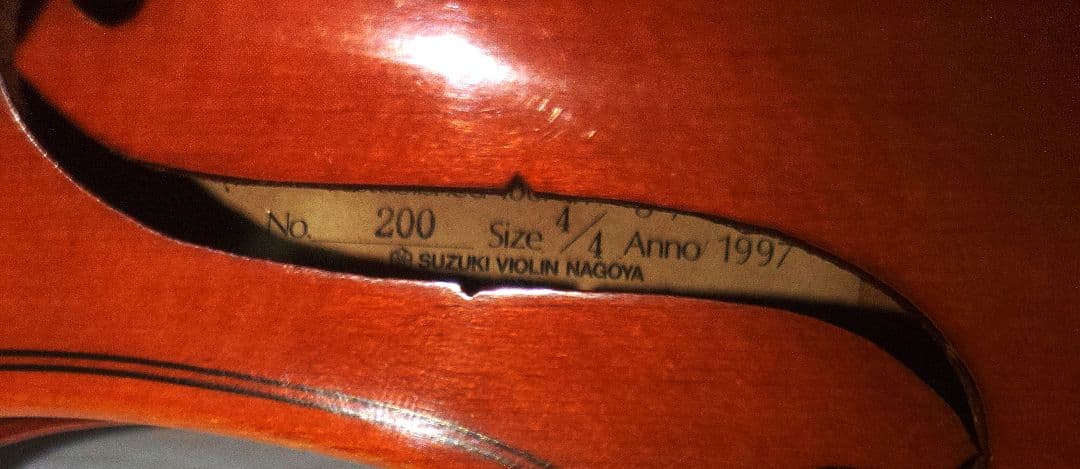 No. 200 Size 4/4 Anno 1997
SUZUKI VIOLIN NAGOYA